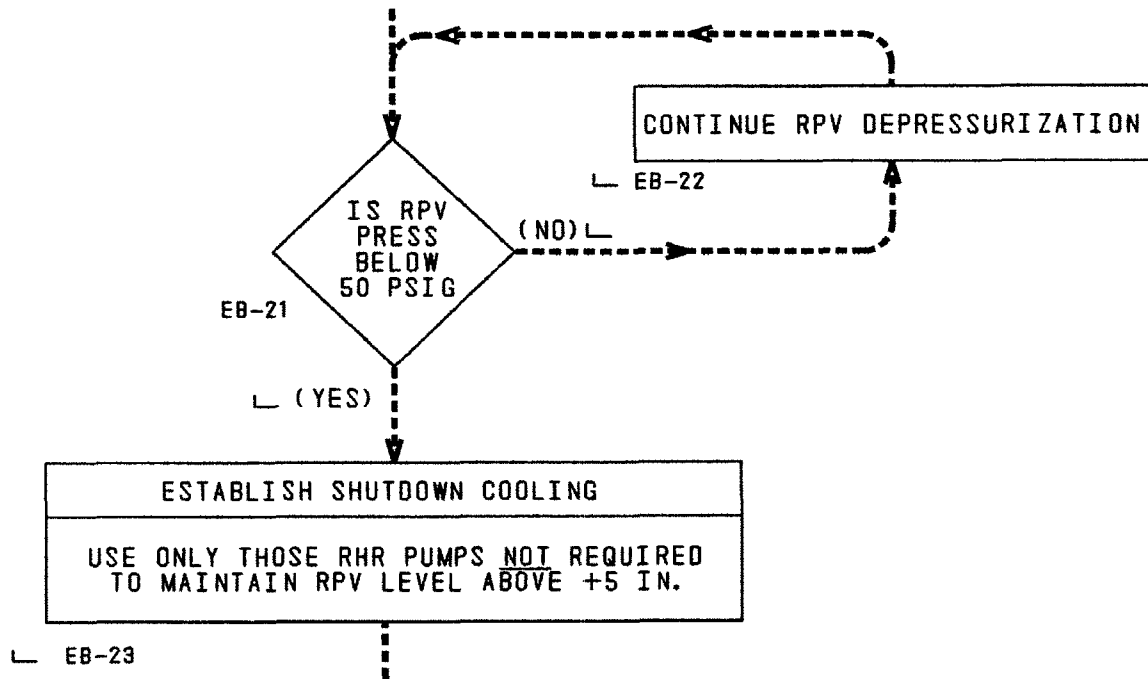 CONTINUE RPV DEPRESSURIZATION
EB-22
IS RPV
PRESS
BELOW
50 PSIG
(NO)
EB-21
(YES)
ESTABLISH SHUTDOWN COOLING
USE ONLY THOSE RHR PUMPS NOT REQUIRED
TO MAINTAIN RPV LEVEL ABOVE +5 IN.
EB-23